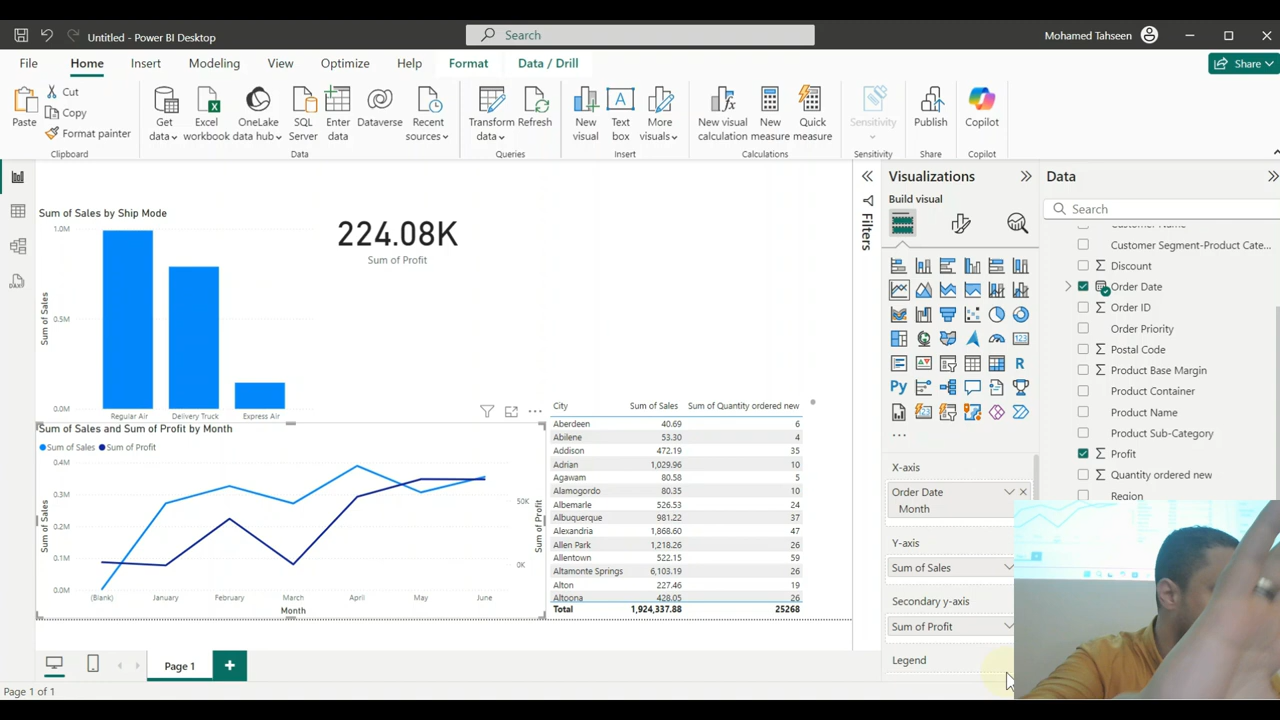 Untitled - Power BI Desktop
Search
Mohamed Tahseen
File Home Insert Modeling View Optimize Help Format Data / Drill
Share
Paste
Cut
Copy
Format painter
Clipboard
Get data
Excel workbook
OneLake data hub
SQL Server
Enter data
Dataverse
Recent sources
Data
Transform data
Refresh
Queries
New visual
Text box
More visuals
Insert
New visual calculation
New measure
Quick measure
Calculations
Sensitivity
Sensitivity
Publish
Share
Copilot
Copilot
Sum of Sales by Ship Mode
Sum of Sales
1.0M
0.5M
0.0M
Regular Air Delivery Truck Express Air
224.08K
Sum of Profit
Sum of Sales and Sum of Profit by Month
Sum of Sales Sum of Profit
Sum of Sales
0.4M
0.3M
0.2M
0.1M
0.0M
50K
0K
Sum of Profit
(Blank) January February March April May June
Month
City Sum of Sales Sum of Quantity ordered new
Aberdeen 40.69 6
Abilene 53.30 4
Addison 472.19 35
Adrian 1,029.96 10
Agawam 80.58 5
Alamogordo 80.35 10
Albemarle 526.53 24
Albuquerque 981.22 37
Alexandria 1,868.60 47
Allen Park 1,218.26 26
Allentown 522.15 59
Altamonte Springs 6,103.19 26
Alton 227.46 19
Altoona 428.05 26
Total 1,924,337.88 25268
Filters
Visualizations
Build visual
R
Py
123
X-axis
Order Date
Month
Y-axis
Sum of Sales
Secondary y-axis
Sum of Profit
Legend
Data
Search
Customer Name
Customer Segment-Product Cate...
Discount
Order Date
Order ID
Order Priority
Postal Code
Product Base Margin
Product Container
Product Name
Product Sub-Category
Profit
Quantity ordered new
Region
Page 1
Page 1 of 1